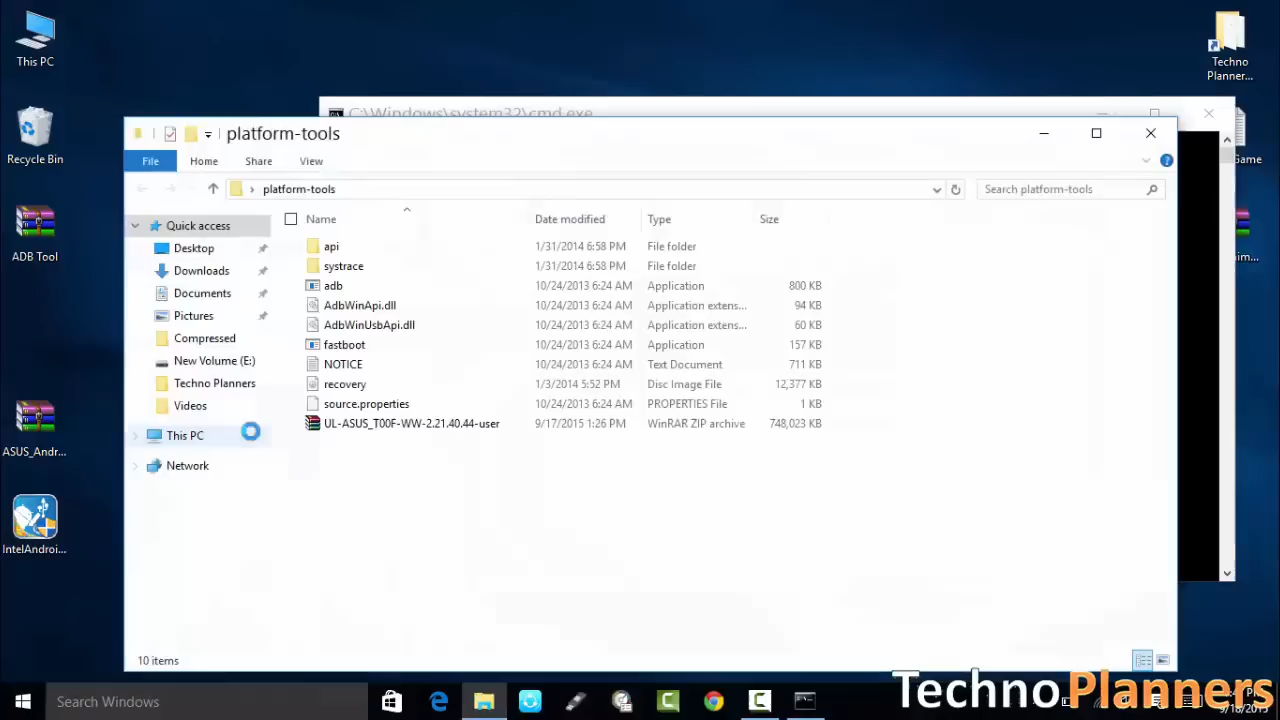 This PC
Recycle Bin
ADB Tool
ASUS_Andr...
IntelAndroi...
Techno
Planner...
C:\Windows\system32\cmd.exe
platform-tools
File Home Share View
platform-tools
Search platform-tools
Name Date modified Type Size
Quick access
Desktop
Downloads
Documents
Pictures
Compressed
New Volume (E:)
Techno Planners
Videos
This PC
Network
api 1/31/2014 6:58 PM File folder
systrace 1/31/2014 6:58 PM File folder
adb 10/24/2013 6:24 AM Application 800 KB
AdbWinApi.dll 10/24/2013 6:24 AM Application extens... 94 KB
AdbWinUsbApi.dll 10/24/2013 6:24 AM Application extens... 60 KB
fastboot 10/24/2013 6:24 AM Application 157 KB
NOTICE 10/24/2013 6:24 AM Text Document 711 KB
recovery 1/3/2014 5:52 PM Disc Image File 12,377 KB
source.properties 10/24/2013 6:24 AM PROPERTIES File 1 KB
UL-ASUS_T00F-WW-2.21.40.44-user 9/17/2015 1:26 PM WinRAR ZIP archive 748,023 KB
10 items
Search Windows
Techno Planners